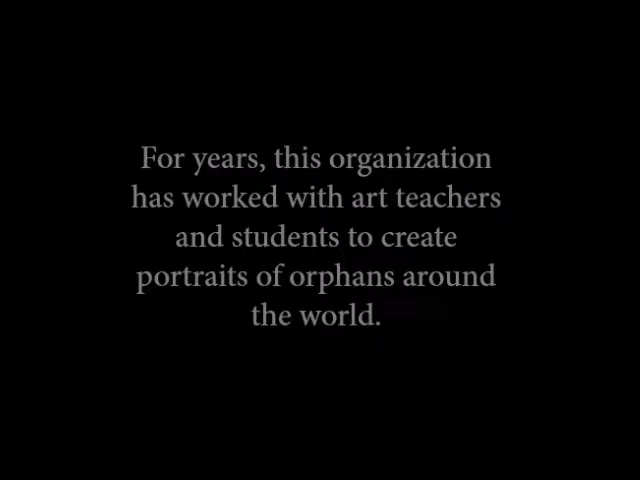 For years, this organization
has worked with art teachers
and students to create
portraits of orphans around
the world.